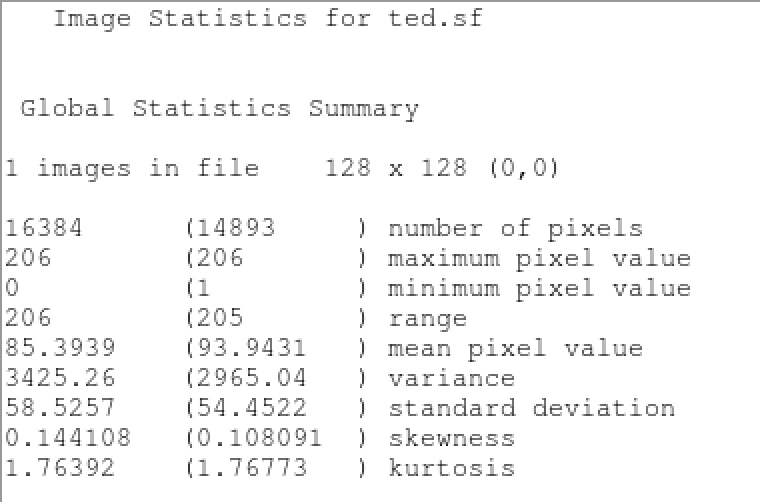 Image Statistics for ted.sf
Global Statistics Summary
1 images in file    128 x 128 (0,0)
16384      (14893     ) number of pixels
206        (206       ) maximum pixel value
0          (1         ) minimum pixel value
206        (205       ) range
85.3939    (93.9431   ) mean pixel value
3425.26    (2965.04   ) variance
58.5257    (54.4522   ) standard deviation
0.144108   (0.108091  ) skewness
1.76392    (1.76773   ) kurtosis